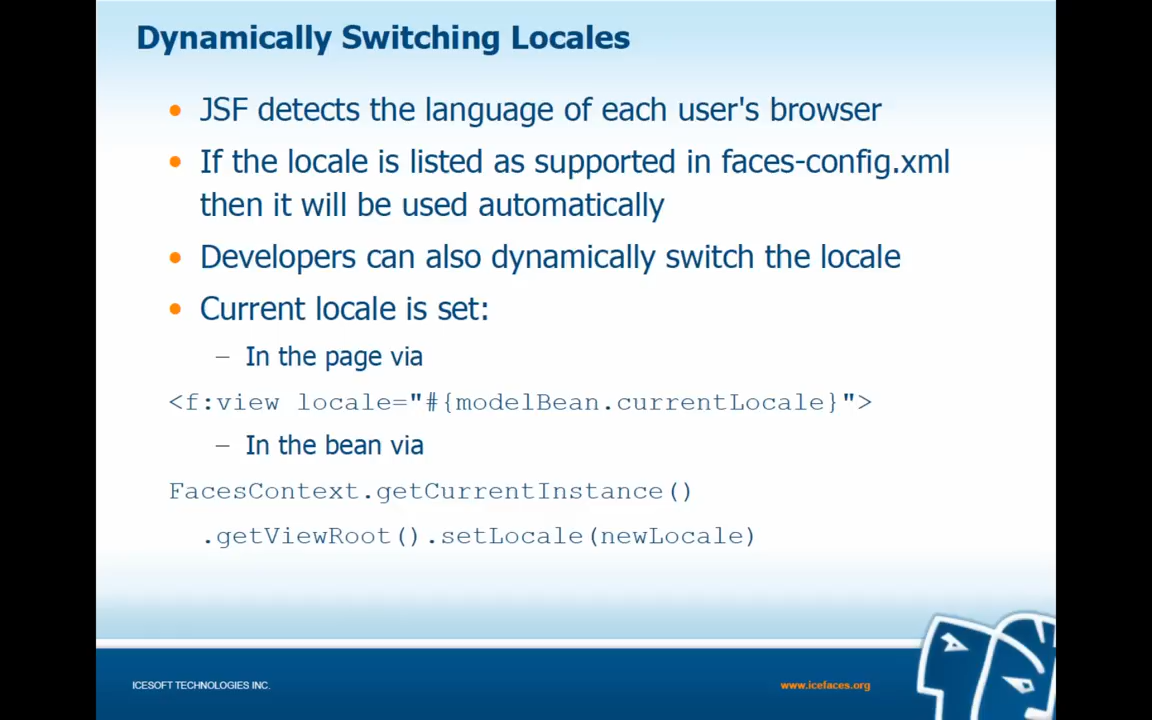 Dynamically Switching Locales
• JSF detects the language of each user's browser
• If the locale is listed as supported in faces-config.xml
then it will be used automatically
• Developers can also dynamically switch the locale
• Current locale is set:
– In the page via
<f:view locale="#{modelBean.currentLocale}">
– In the bean via
FacesContext.getCurrentInstance()
.getViewRoot().setLocale(newLocale)
ICESOFT TECHNOLOGIES INC.
www.icefaces.org